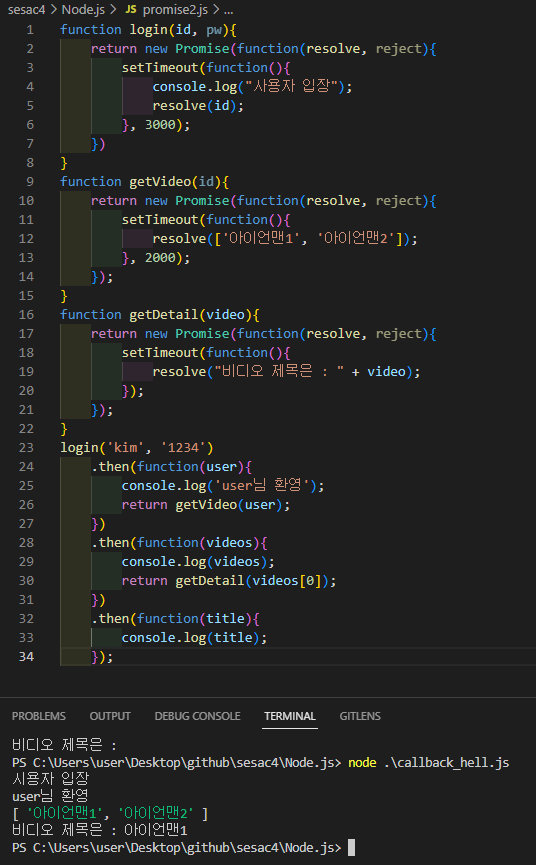 sesac4 > Node.js > JS promise2.js > ...
1 function login(id, pw){
2 return new Promise(function(resolve, reject){
3 setTimeout(function(){
4 console.log("사용자 입장");
5 resolve(id);
6 }, 3000);
7 })
8 }
9 function getVideo(id){
10 return new Promise(function(resolve, reject){
11 setTimeout(function(){
12 resolve(['아이언맨1', '아이언맨2']);
13 }, 2000);
14 });
15 }
16 function getDetail(video){
17 return new Promise(function(resolve, reject){
18 setTimeout(function(){
19 resolve("비디오 제목은 : " + video);
20 });
21 });
22 }
23 login('kim', '1234')
24 .then(function(user){
25 console.log('user님 환영');
26 return getVideo(user);
27 })
28 .then(function(videos){
29 console.log(videos);
30 return getDetail(videos[0]);
31 })
32 .then(function(title){
33 console.log(title);
34 });
PROBLEMS OUTPUT DEBUG CONSOLE TERMINAL GITLENS
비디오 제목은 :
PS C:\Users\user\Desktop\github\sesac4\Node.js> node .\callback_hell.js
사용자 입장
user님 환영
[ '아이언맨1', '아이언맨2' ]
비디오 제목은 : 아이언맨1
PS C:\Users\user\Desktop\github\sesac4\Node.js>